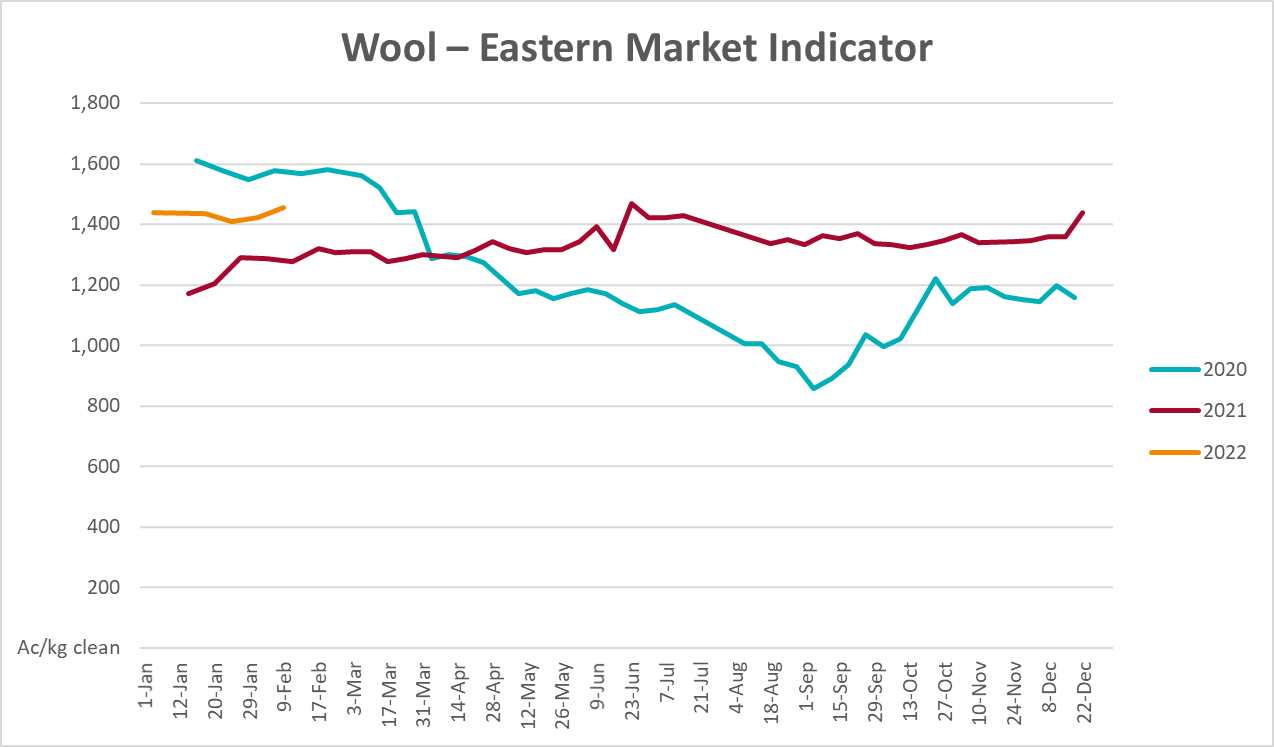 Wool – Eastern Market Indicator
1,800
1,600
1,400
1,200
1,000
800
600
400
200
Ac/kg clean
1-Jan
12-Jan
20-Jan
29-Jan
9-Feb
17-Feb
3-Mar
17-Mar
31-Mar
14-Apr
28-Apr
12-May
26-May
9-Jun
23-Jun
7-Jul
21-Jul
4-Aug
18-Aug
1-Sep
15-Sep
29-Sep
13-Oct
27-Oct
10-Nov
24-Nov
8-Dec
22-Dec
2020
2021
2022